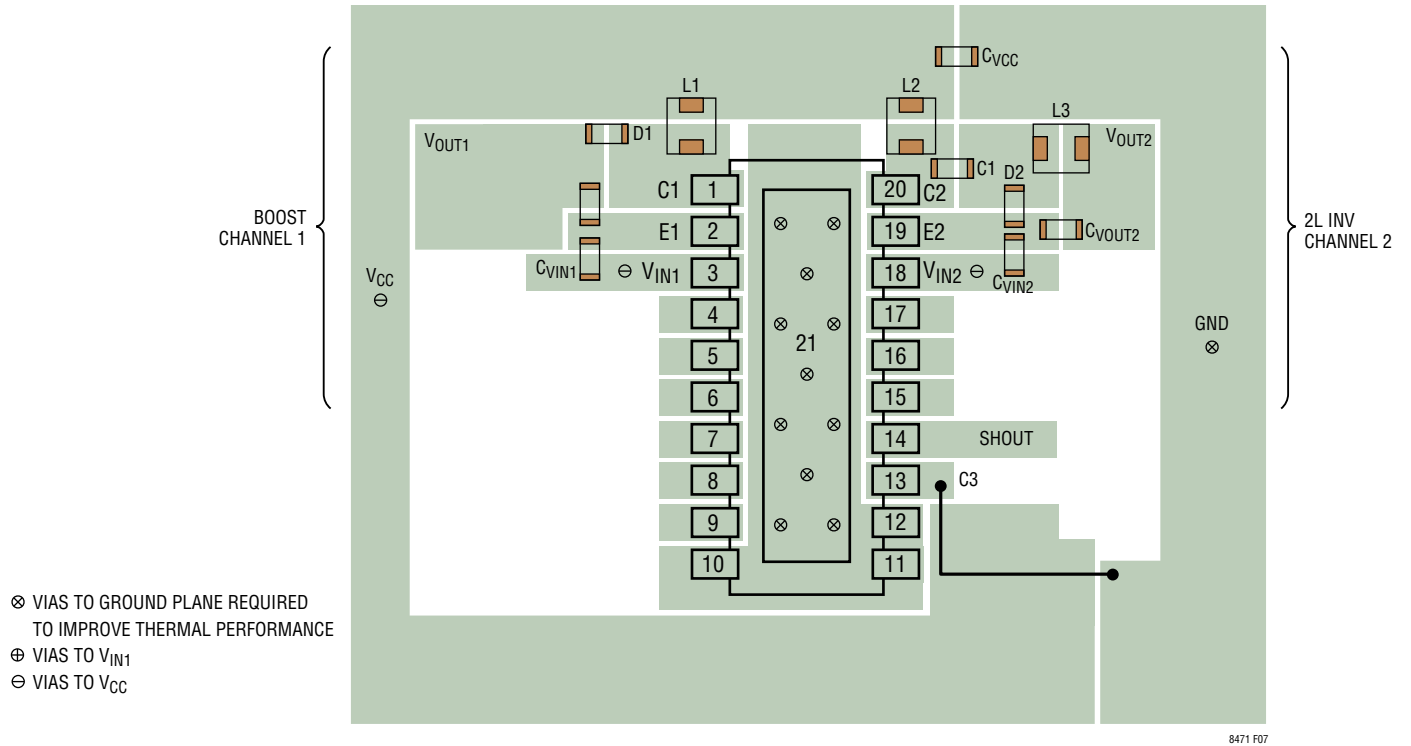 CVCC
L1
L2
L3
VOUT1
D1
VOUT2
C1
D2
C1
1
20
C2
BOOST
CHANNEL 1
E1
2
19
E2
CVOUT2
2L INV
CHANNEL 2
VCC
CVIN1
⊖
VIN1
3
18
VIN2
⊖
CVIN2
4
17
GND
5
21
16
6
15
7
14
SHOUT
8
13
C3
9
12
10
11
⊗ VIAS TO GROUND PLANE REQUIRED
TO IMPROVE THERMAL PERFORMANCE
⊕ VIAS TO VIN1
⊖ VIAS TO VCC
8471 F07